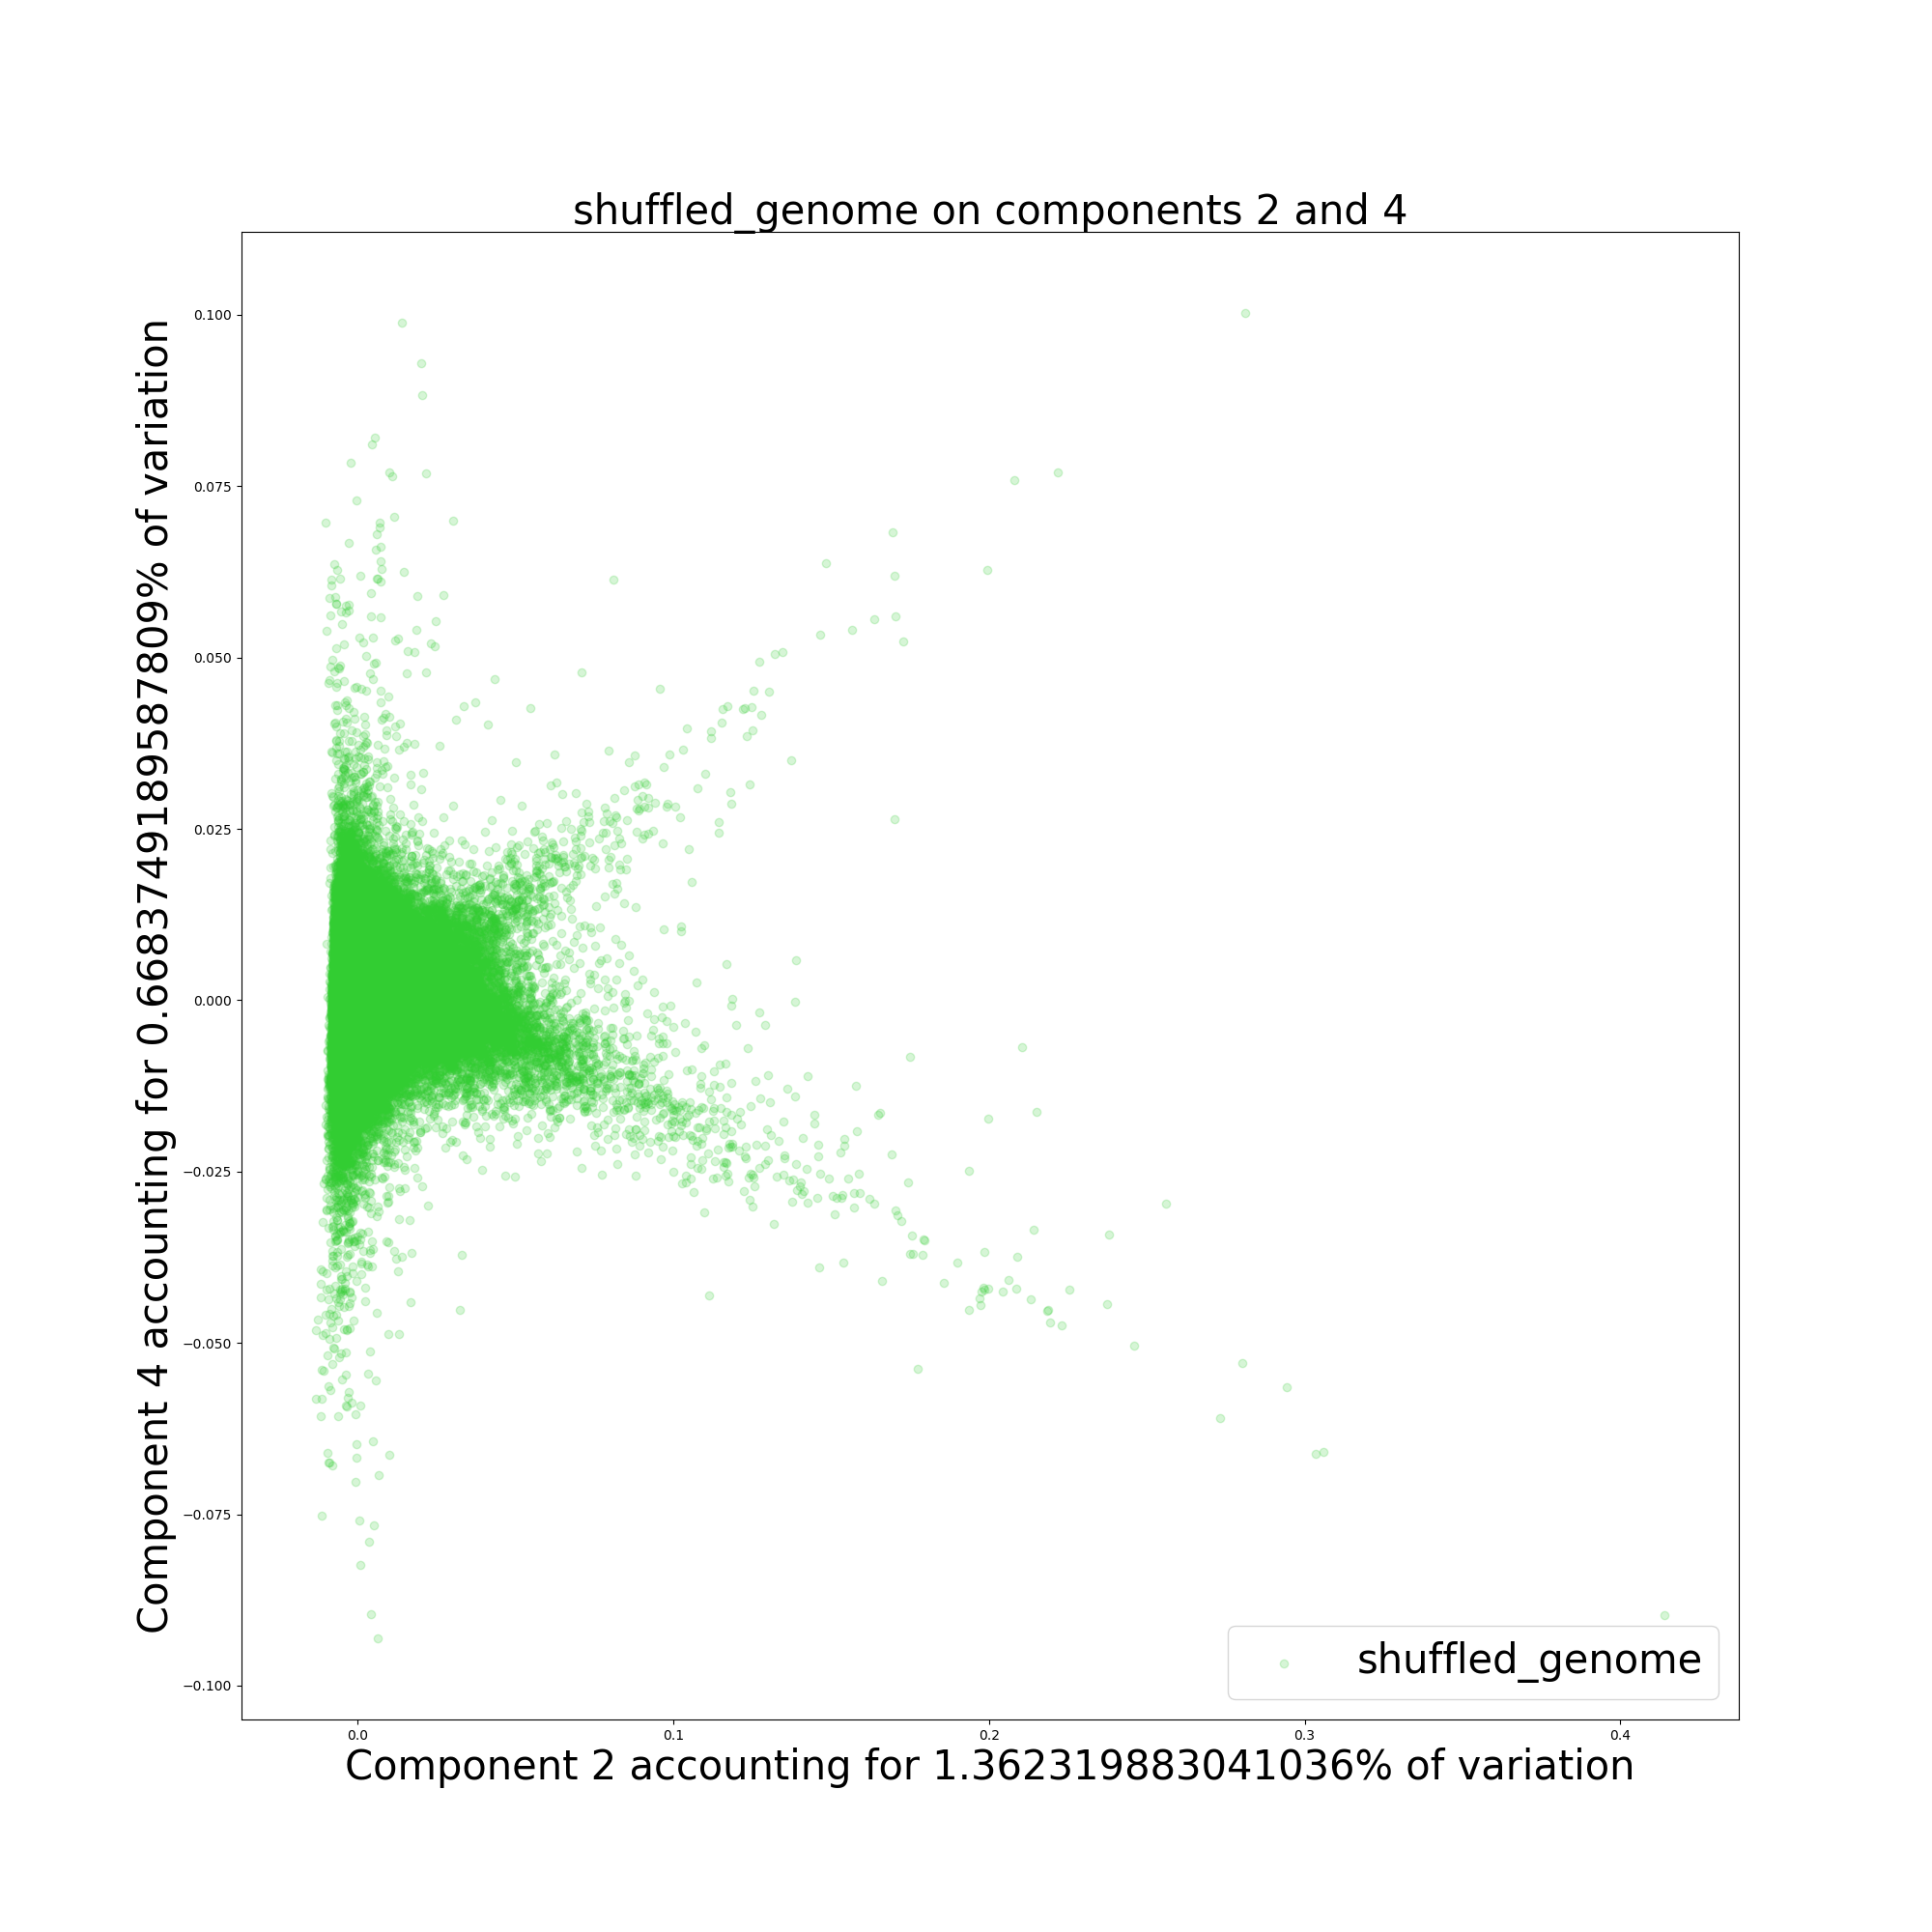 shuffled_genome on components 2 and 4
Component 4 accounting for 0.6683749189587809% of variation
0.100
0.075
0.050
0.025
0.000
−0.025
−0.050
−0.075
−0.100
shuffled_genome
0.0 0.1 0.2 0.3 0.4
Component 2 accounting for 1.362319883041036% of variation